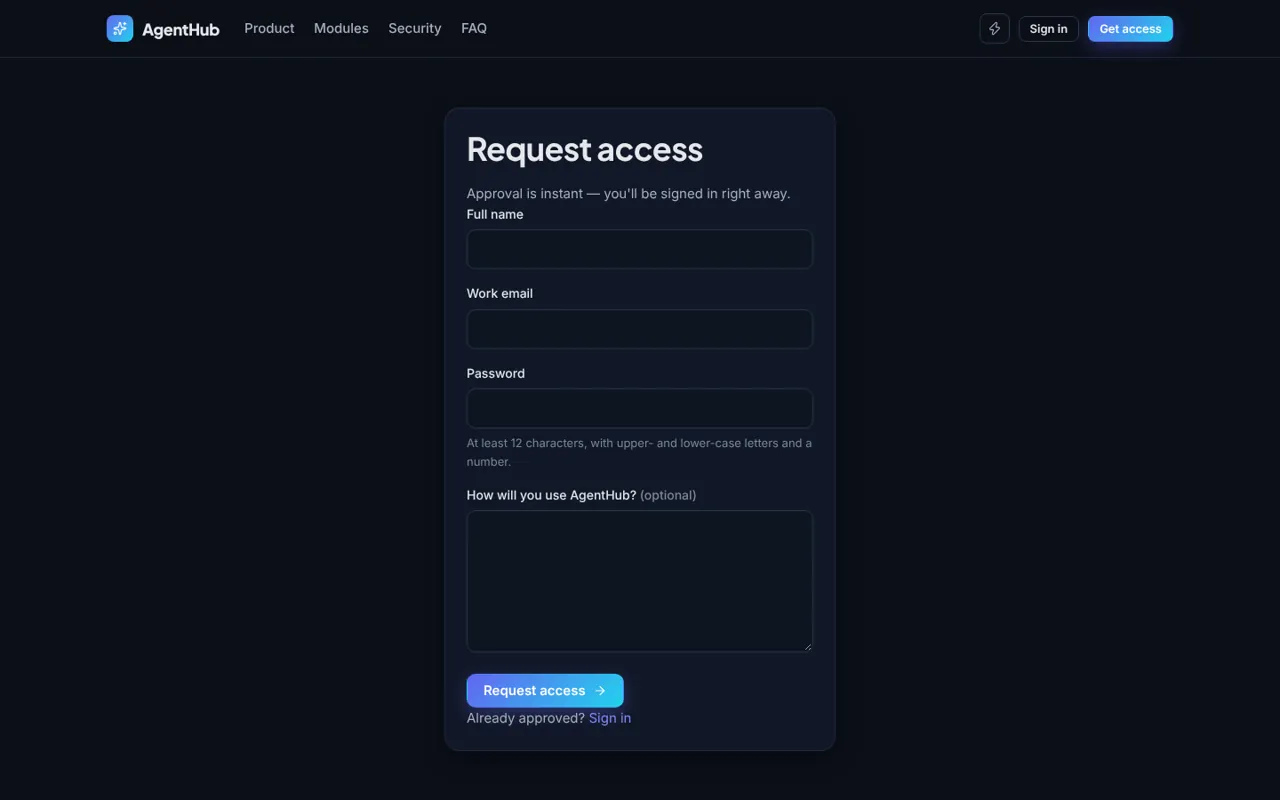 AgentHub Product Modules Security FAQ Sign in Get access
Request access
Approval is instant — you'll be signed in right away.
Full name
Work email
Password
At least 12 characters, with upper- and lower-case letters and a
number.
How will you use AgentHub? (optional)
Request access →
Already approved? Sign in